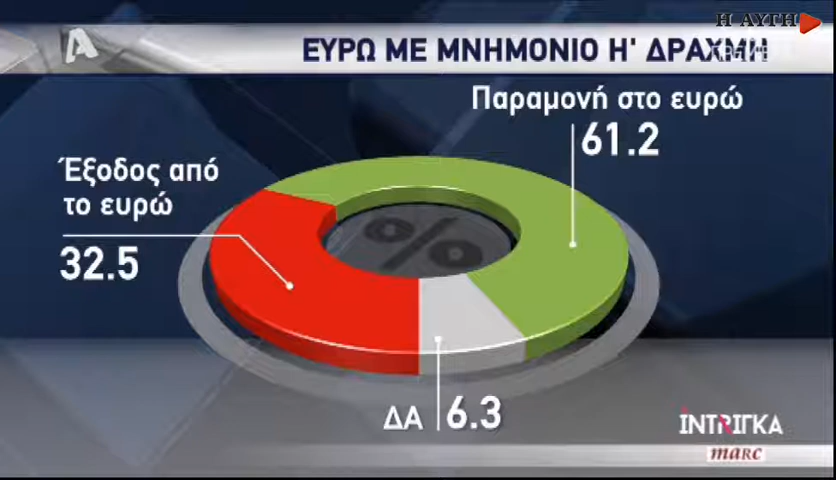 Η ΑΥΓΗ
ΕΥΡΩ ΜΕ ΜΝΗΜΟΝΙΟ Η' ΔΡΑΧΜΗ
Παραμονή στο ευρώ
61.2
Έξοδος από
το ευρώ
32.5
%
ΔΑ 6.3
ΙΝΤΡΙΓΚΑ
marc